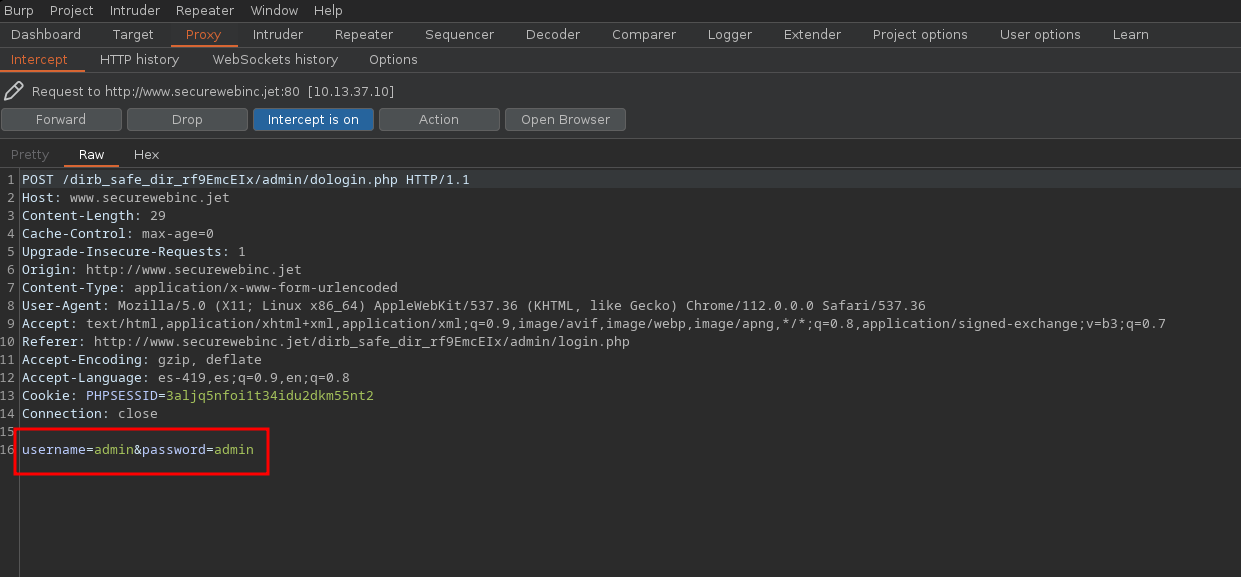 Burp Project Intruder Repeater Window Help
Dashboard Target Proxy Intruder Repeater Sequencer Decoder Comparer Logger Extender Project options User options Learn
Intercept HTTP history WebSockets history Options
Request to http://www.securewebinc.jet:80 [10.13.37.10]
Forward Drop Intercept is on Action Open Browser
Pretty Raw Hex
1 POST /dirb_safe_dir_rf9EmcEIx/admin/dologin.php HTTP/1.1
2 Host: www.securewebinc.jet
3 Content-Length: 29
4 Cache-Control: max-age=0
5 Upgrade-Insecure-Requests: 1
6 Origin: http://www.securewebinc.jet
7 Content-Type: application/x-www-form-urlencoded
8 User-Agent: Mozilla/5.0 (X11; Linux x86_64) AppleWebKit/537.36 (KHTML, like Gecko) Chrome/112.0.0.0 Safari/537.36
9 Accept: text/html,application/xhtml+xml,application/xml;q=0.9,image/avif,image/webp,image/apng,*/*;q=0.8,application/signed-exchange;v=b3;q=0.7
10 Referer: http://www.securewebinc.jet/dirb_safe_dir_rf9EmcEIx/admin/login.php
11 Accept-Encoding: gzip, deflate
12 Accept-Language: es-419,es;q=0.9,en;q=0.8
13 Cookie: PHPSESSID=3aljq5nfoi1t34idu2dkm55nt2
14 Connection: close
15
16 username=admin&password=admin